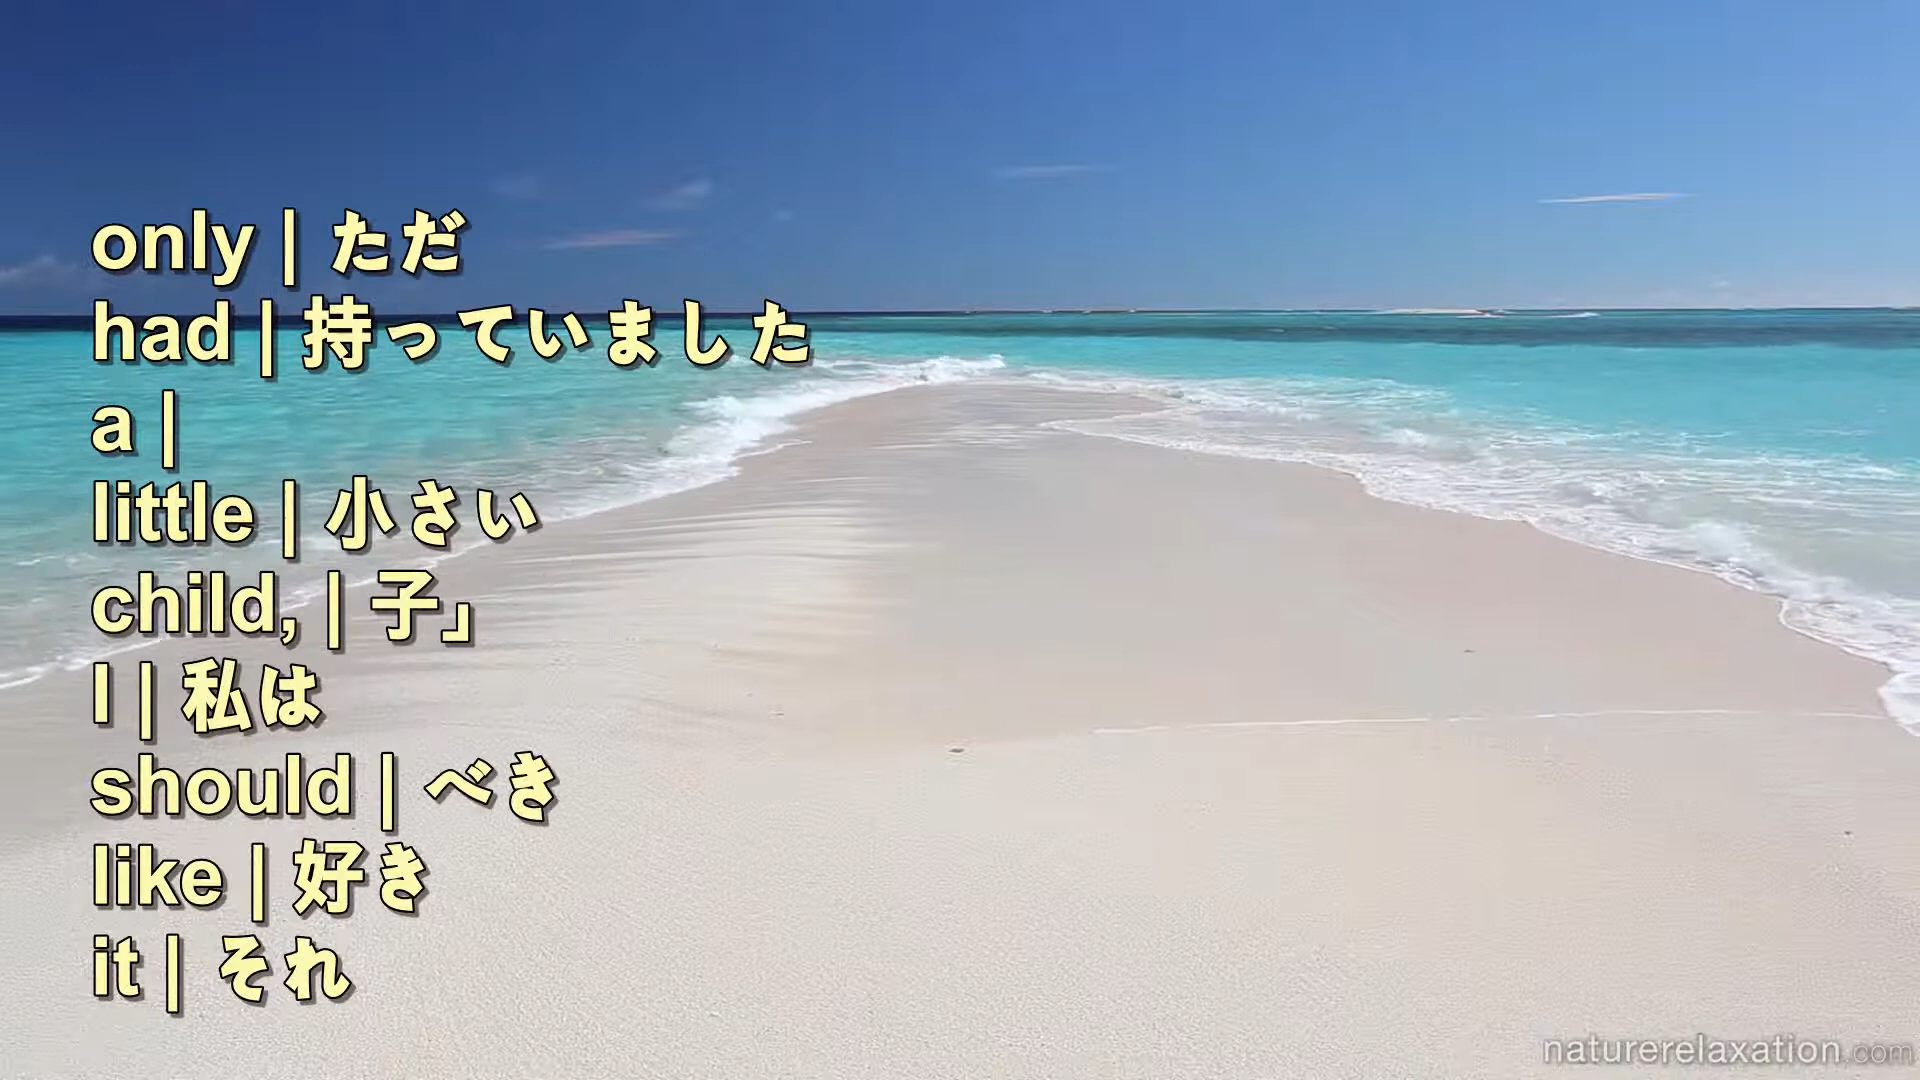 only | ただ
had | 持っていました
a |
little | 小さい
child, | 子」
I | 私は
should | べき
like | 好き
it | それ
naturerelaxation.com